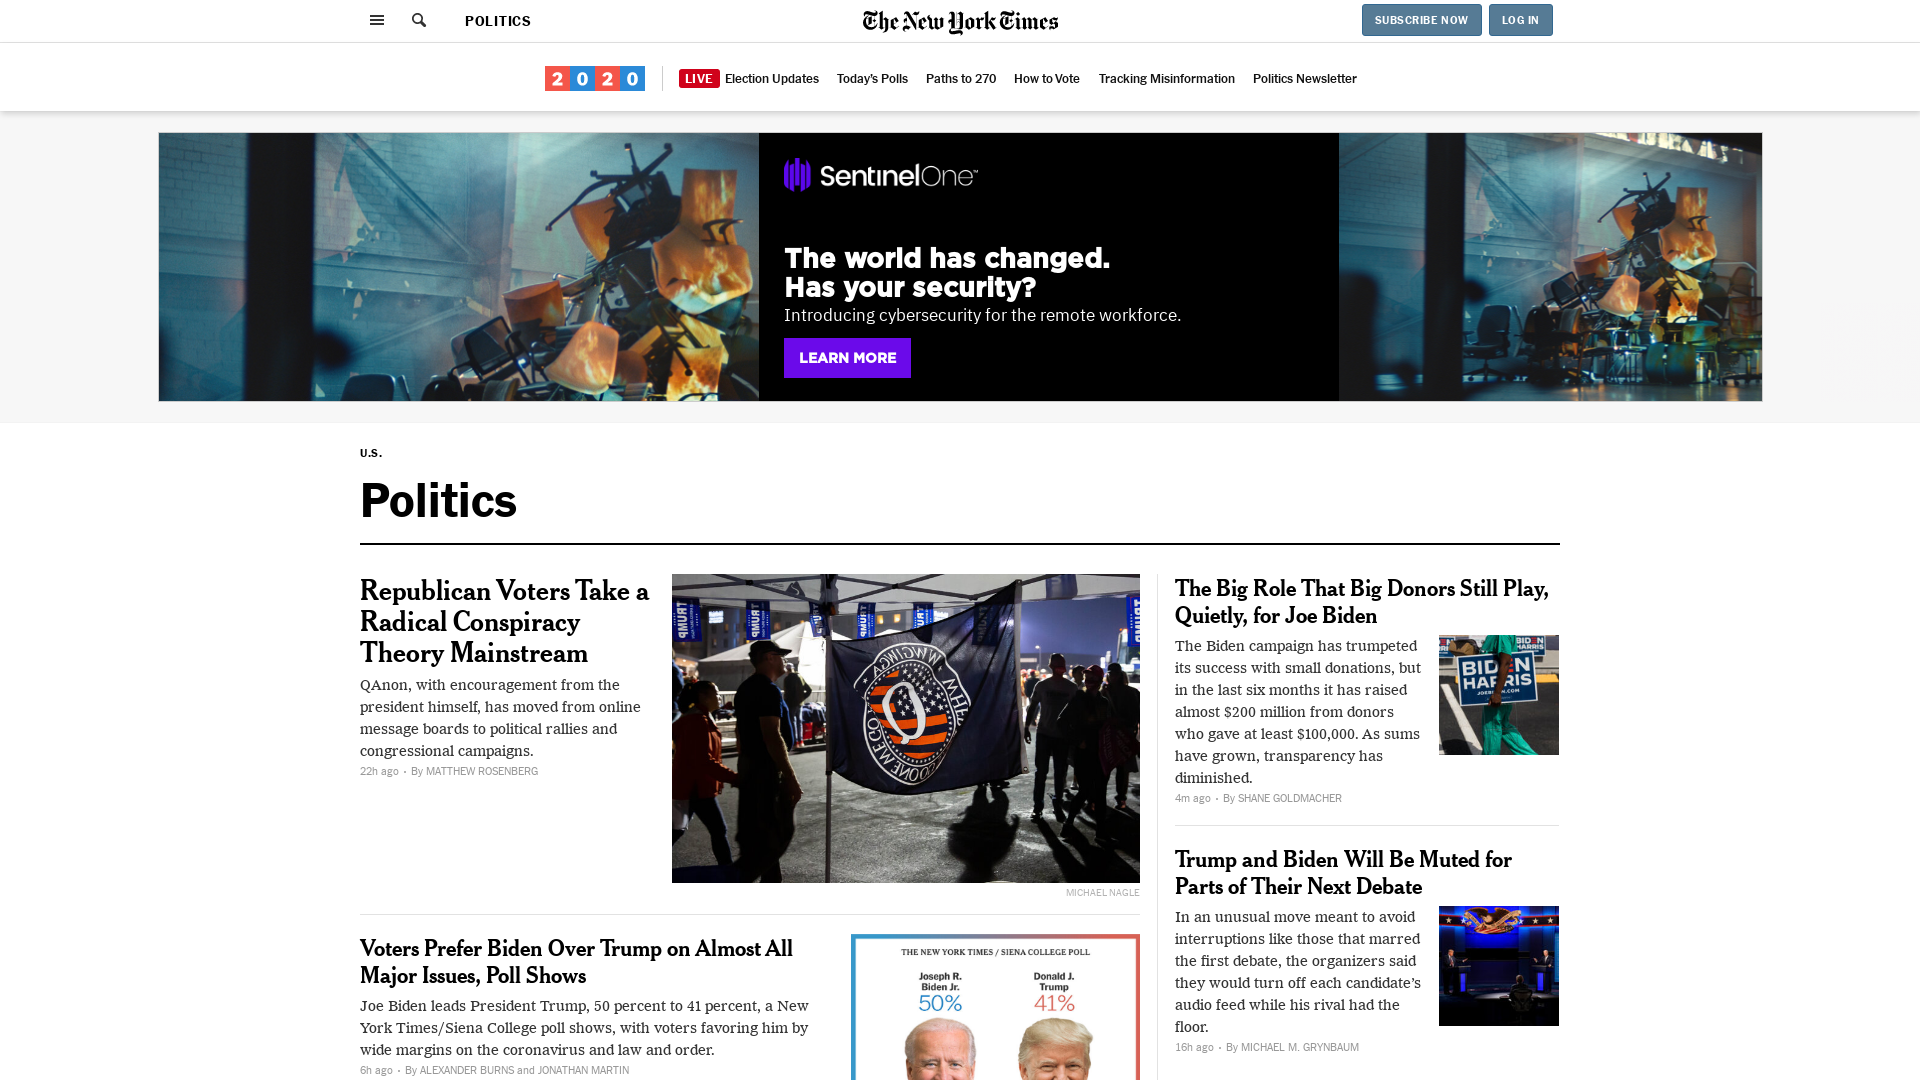 POLITICS
The New York Times
SUBSCRIBE NOW
LOG IN
2020
LIVE Election Updates
Today's Polls
Paths to 270
How to Vote
Tracking Misinformation
Politics Newsletter
SentinelOne™
The world has changed.
Has your security?
Introducing cybersecurity for the remote workforce.
LEARN MORE
U.S.
Politics
Republican Voters Take a
Radical Conspiracy
Theory Mainstream
QAnon, with encouragement from the
president himself, has moved from online
message boards to political rallies and
congressional campaigns.
22h ago · By MATTHEW ROSENBERG
TRUMP
TRUMP
TRUMP
TRUMP
Q
MICHAEL NAGLE
Voters Prefer Biden Over Trump on Almost All
Major Issues, Poll Shows
Joe Biden leads President Trump, 50 percent to 41 percent, a New
York Times/Siena College poll shows, with voters favoring him by
wide margins on the coronavirus and law and order.
6h ago · By ALEXANDER BURNS and JONATHAN MARTIN
THE NEW YORK TIMES / SIENA COLLEGE POLL
Joseph R.
Biden Jr.
50%
Donald J.
Trump
41%
The Big Role That Big Donors Still Play,
Quietly, for Joe Biden
The Biden campaign has trumpeted
its success with small donations, but
in the last six months it has raised
almost $200 million from donors
who gave at least $100,000. As sums
have grown, transparency has
diminished.
4m ago · By SHANE GOLDMACHER
BIDEN
HARRIS
Trump and Biden Will Be Muted for
Parts of Their Next Debate
In an unusual move meant to avoid
interruptions like those that marred
the first debate, the organizers said
they would turn off each candidate's
audio feed while his rival had the
floor.
16h ago · By MICHAEL M. GRYNBAUM